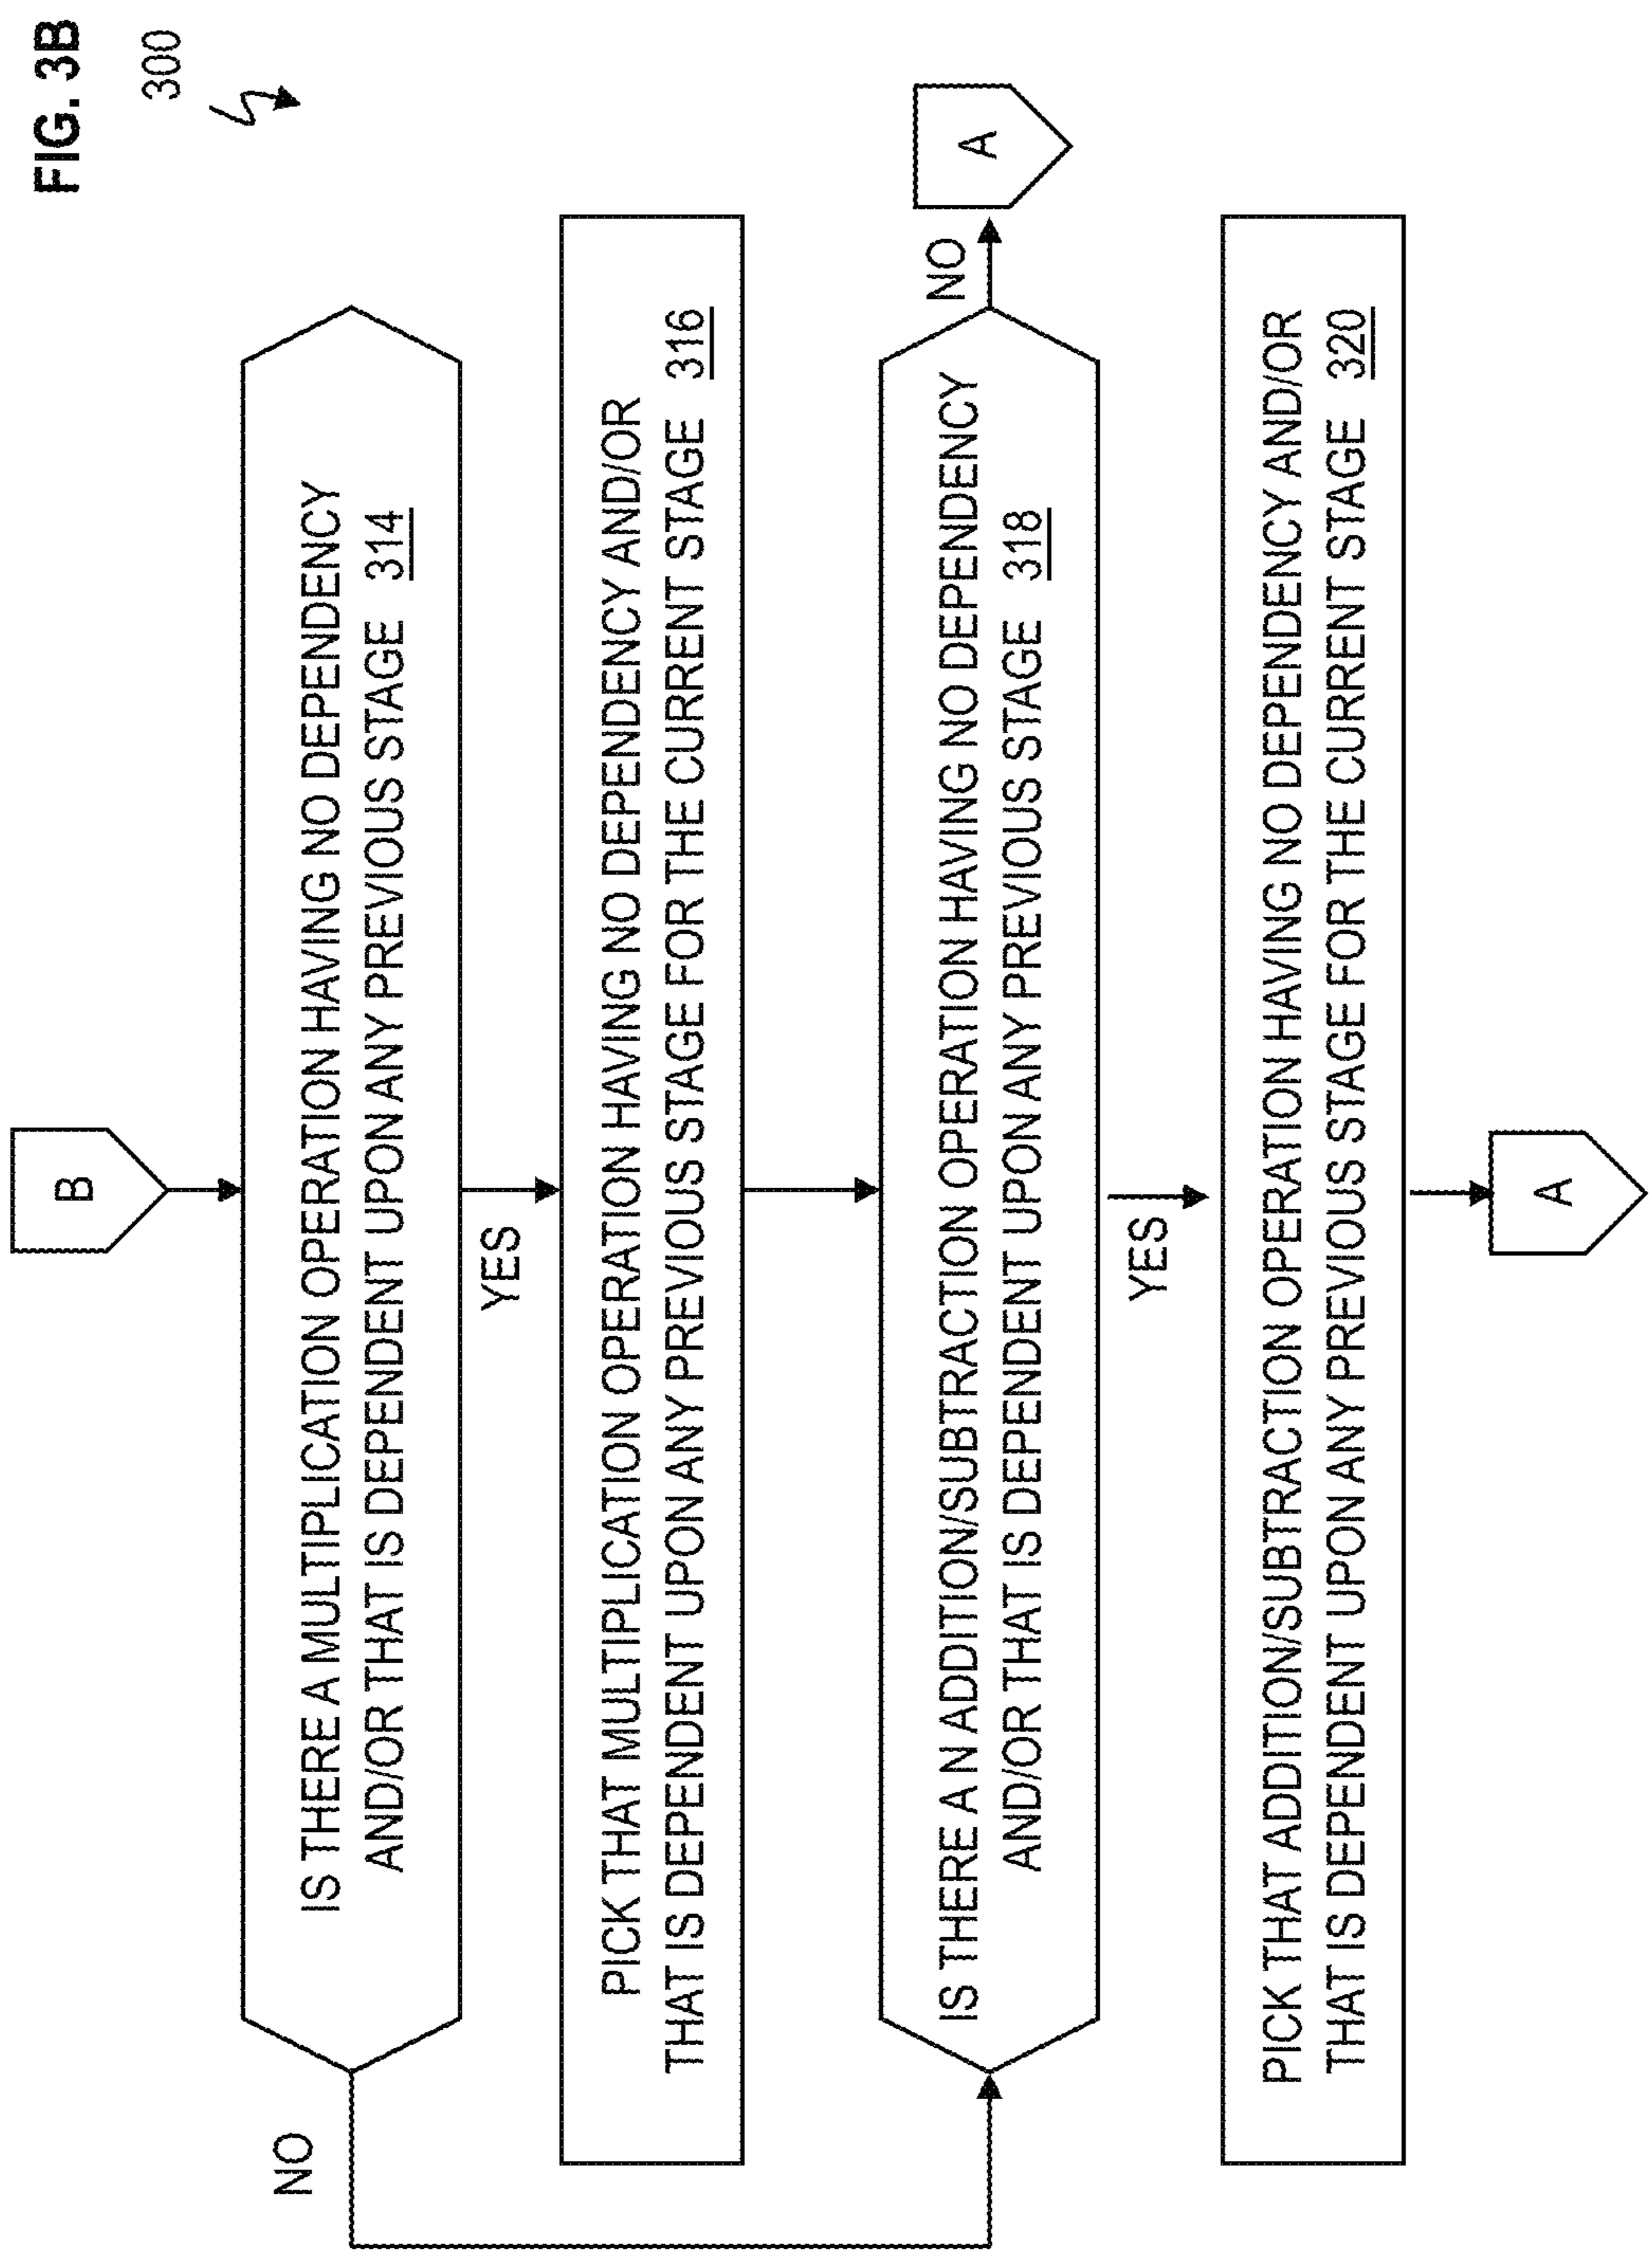 FIG. 3B
300
B
IS THERE A MULTIPLICATION OPERATION HAVING NO DEPENDENCY
AND/OR THAT IS DEPENDENT UPON ANY PREVIOUS STAGE 314
NO
YES
PICK THAT MULTIPLICATION OPERATION HAVING NO DEPENDENCY AND/OR
THAT IS DEPENDENT UPON ANY PREVIOUS STAGE FOR THE CURRENT STAGE 316
IS THERE A N ADDITION/SUBTRACTION OPERATION HAVING NO DEPENDENCY
AND/OR THAT IS DEPENDENT UPON ANY PREVIOUS STAGE 318
NO
A
YES
PICK THAT ADDITION/SUBTRACTION OPERATION HAVING NO DEPENDENCY AND/OR
THAT IS DEPENDENT UPON ANY PREVIOUS STAGE FOR THE CURRENT STAGE 320
A